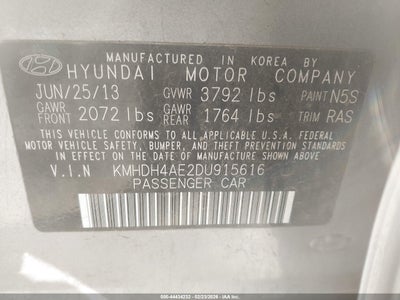 MANUFACTURED IN KOREA BY
HYUNDAI MOTOR COMPANY
JUN/25/13 GVWR 3792 lbs PAINT N5S
GAWR FRONT 2072 lbs GAWR REAR 1764 lbs TRIM RAS
THIS VEHICLE CONFORMS TO ALL APPLICABLE U.S.A. FEDERAL
MOTOR VEHICLE SAFETY, BUMPER, AND THEFT PREVENTION
STANDARDS IN EFFECT ON THE DATE OF MANUFACTURE
SHOWN ABOVE.
V.I.N KMHDH4AE2DU915616
PASSENGER CAR